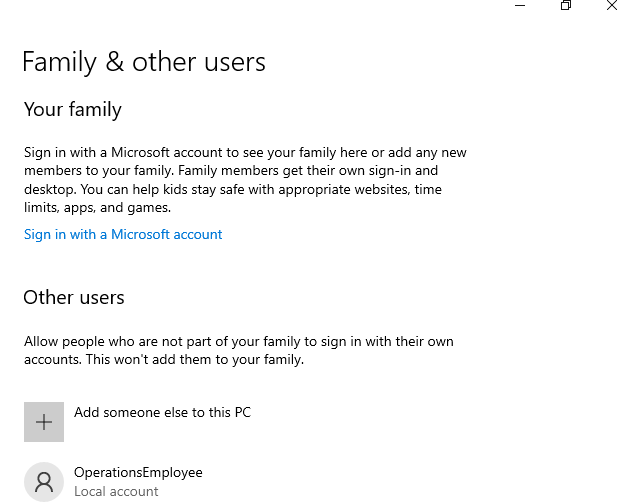 Family & other users
Your family
Sign in with a Microsoft account to see your family here or add any new
members to your family. Family members get their own sign-in and
desktop. You can help kids stay safe with appropriate websites, time
limits, apps, and games.
Sign in with a Microsoft account
Other users
Allow people who are not part of your family to sign in with their own
accounts. This won't add them to your family.
Add someone else to this PC
OperationsEmployee
Local account